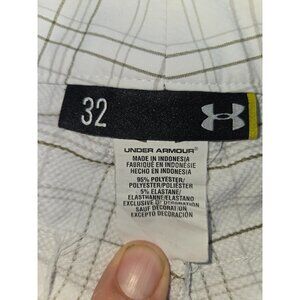 32
UNDER ARMOUR
MADE IN INDONESIA
FABRIQUÉ EN INDONÉSIE
HECHO EN INDONESIA
95% POLYESTER/
POLYESTER/POLIÉSTER
5% ELASTANE/
ÉLASTHANNE/ELASTANO
EXCLUSIVE OF DECORATION
SAUF DÉCORATION
EXCEPTO DECORACIÓN